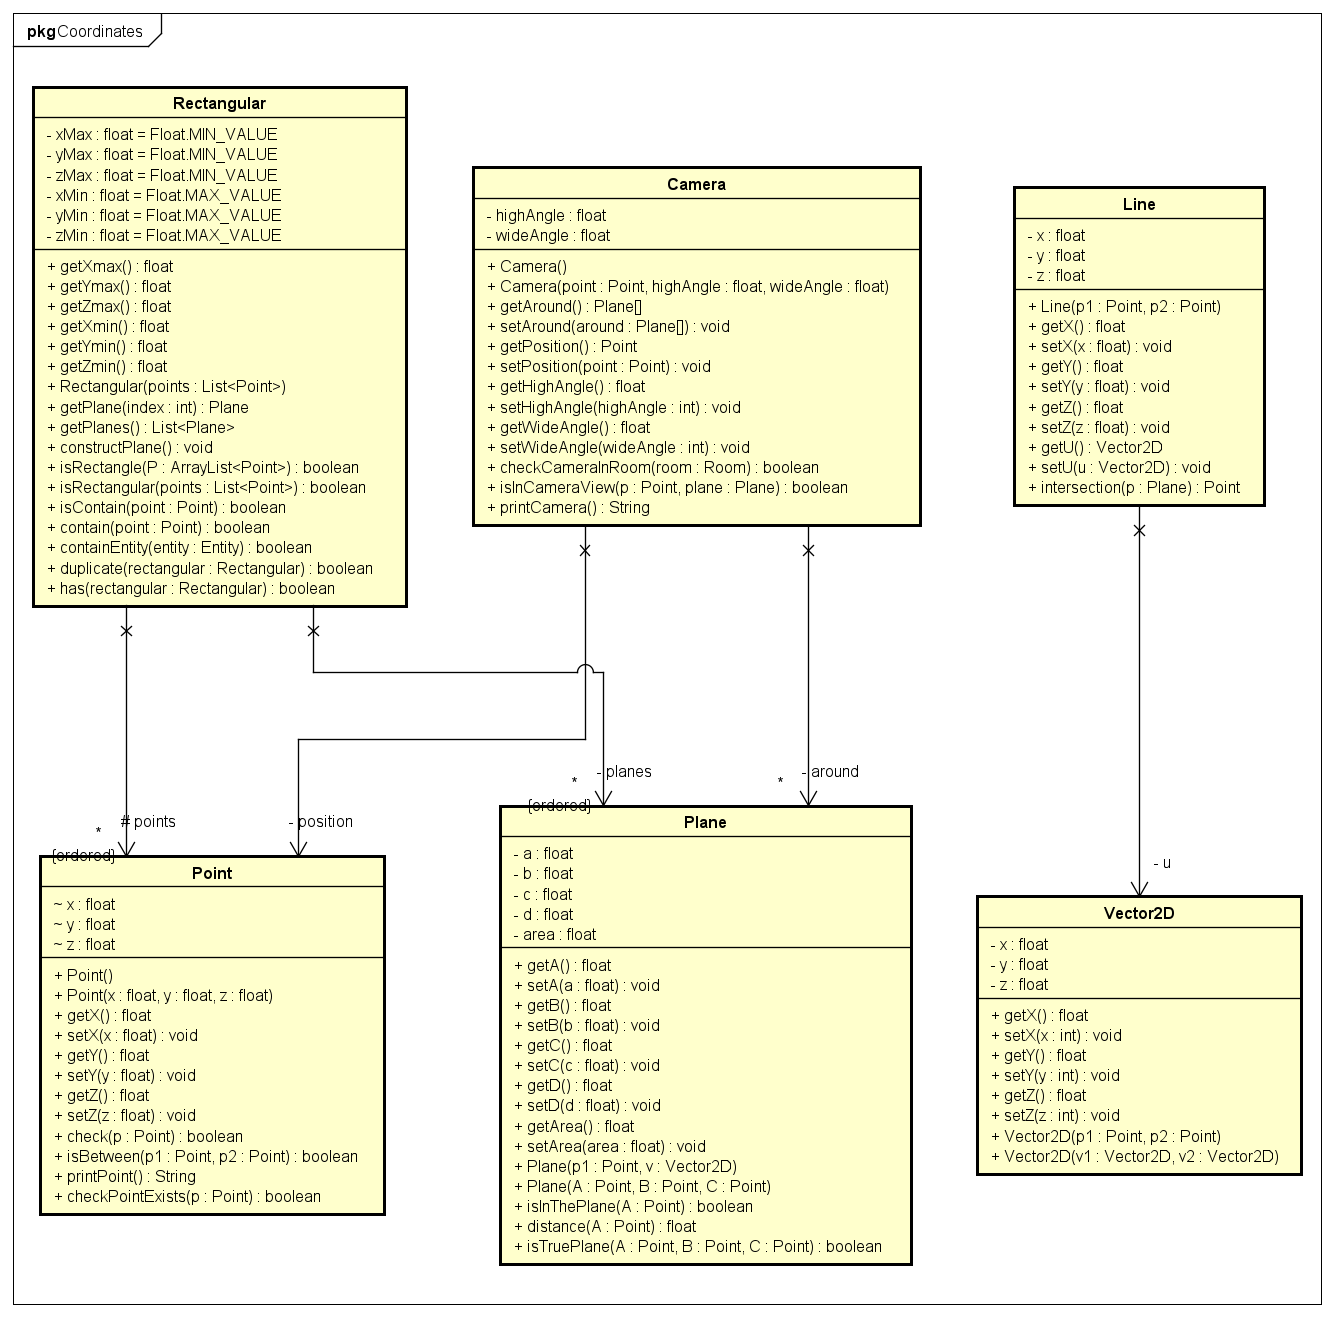 pkg Coordinates
Rectangular
- xMax : float = Float.MIN_VALUE
- yMax : float = Float.MIN_VALUE
- zMax : float = Float.MIN_VALUE
- xMin : float = Float.MAX_VALUE
- yMin : float = Float.MAX_VALUE
- zMin : float = Float.MAX_VALUE
+ getXmax() : float
+ getYmax() : float
+ getZmax() : float
+ getXmin() : float
+ getYmin() : float
+ getZmin() : float
+ Rectangular(points : List<Point>)
+ getPlane(index : int) : Plane
+ getPlanes() : List<Plane>
+ constructPlane() : void
+ isRectangle(P : ArrayList<Point>) : boolean
+ isRectangular(points : List<Point>) : boolean
+ isContain(point : Point) : boolean
+ contain(point : Point) : boolean
+ containEntity(entity : Entity) : boolean
+ duplicate(rectangular : Rectangular) : boolean
+ has(rectangular : Rectangular) : boolean
Camera
- highAngle : float
- wideAngle : float
+ Camera()
+ Camera(point : Point, highAngle : float, wideAngle : float)
+ getAround() : Plane[]
+ setAround(around : Plane[]) : void
+ getPosition() : Point
+ setPosition(point : Point) : void
+ getHighAngle() : float
+ setHighAngle(highAngle : int) : void
+ getWideAngle() : float
+ setWideAngle(wideAngle : int) : void
+ checkCameraInRoom(room : Room) : boolean
+ isInCameraView(p : Point, plane : Plane) : boolean
+ printCamera() : String
Line
- x : float
- y : float
- z : float
+ Line(p1 : Point, p2 : Point)
+ getX() : float
+ setX(x : float) : void
+ getY() : float
+ setY(y : float) : void
+ getZ() : float
+ setZ(z : float) : void
+ getU() : Vector2D
+ setU(u : Vector2D) : void
+ intersection(p : Plane) : Point
# points
*
{ordered}
- position
- planes
*
{ordered}
- around
*
- u
Point
~ x : float
~ y : float
~ z : float
+ Point()
+ Point(x : float, y : float, z : float)
+ getX() : float
+ setX(x : float) : void
+ getY() : float
+ setY(y : float) : void
+ getZ() : float
+ setZ(z : float) : void
+ check(p : Point) : boolean
+ isBetween(p1 : Point, p2 : Point) : boolean
+ printPoint() : String
+ checkPointExists(p : Point) : boolean
Plane
- a : float
- b : float
- c : float
- d : float
- area : float
+ getA() : float
+ setA(a : float) : void
+ getB() : float
+ setB(b : float) : void
+ getC() : float
+ setC(c : float) : void
+ getD() : float
+ setD(d : float) : void
+ getArea() : float
+ setArea(area : float) : void
+ Plane(p1 : Point, v : Vector2D)
+ Plane(A : Point, B : Point, C : Point)
+ isInThePlane(A : Point) : boolean
+ distance(A : Point) : float
+ isTruePlane(A : Point, B : Point, C : Point) : boolean
Vector2D
- x : float
- y : float
- z : float
+ getX() : float
+ setX(x : int) : void
+ getY() : float
+ setY(y : int) : void
+ getZ() : float
+ setZ(z : int) : void
+ Vector2D(p1 : Point, p2 : Point)
+ Vector2D(v1 : Vector2D, v2 : Vector2D)